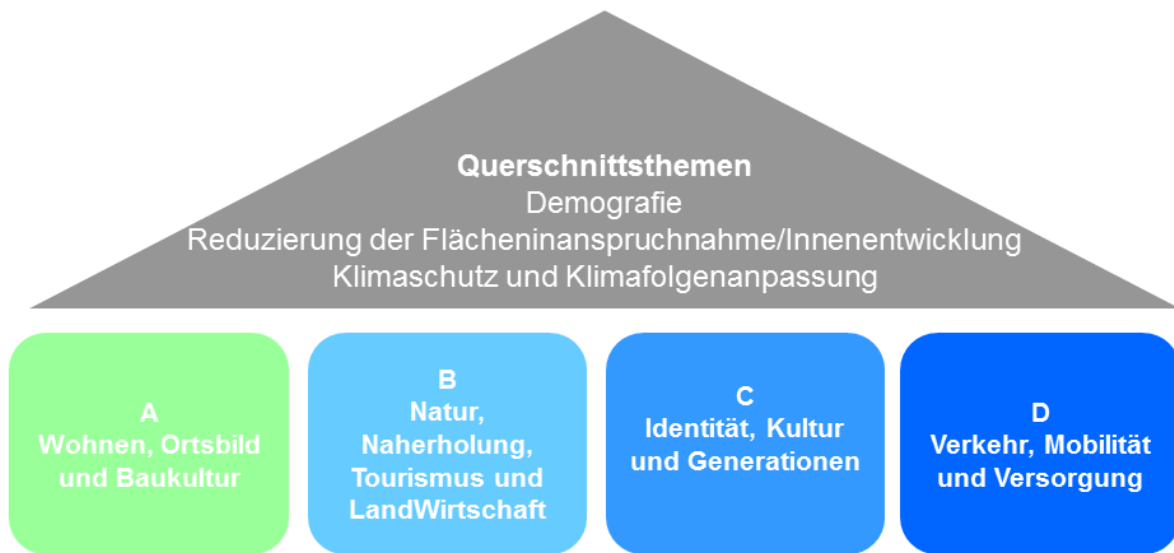 Querschnittsthemen
Demografie
Reduzierung der Flächeninanspruchnahme/Innenentwicklung
Klimaschutz und Klimafolgenanpassung
A
Wohnen, Ortsbild
und Baukultur
B
Natur,
Naherholung,
Tourismus und
LandWirtschaft
C
Identität, Kultur
und Generationen
D
Verkehr, Mobilität
und Versorgung